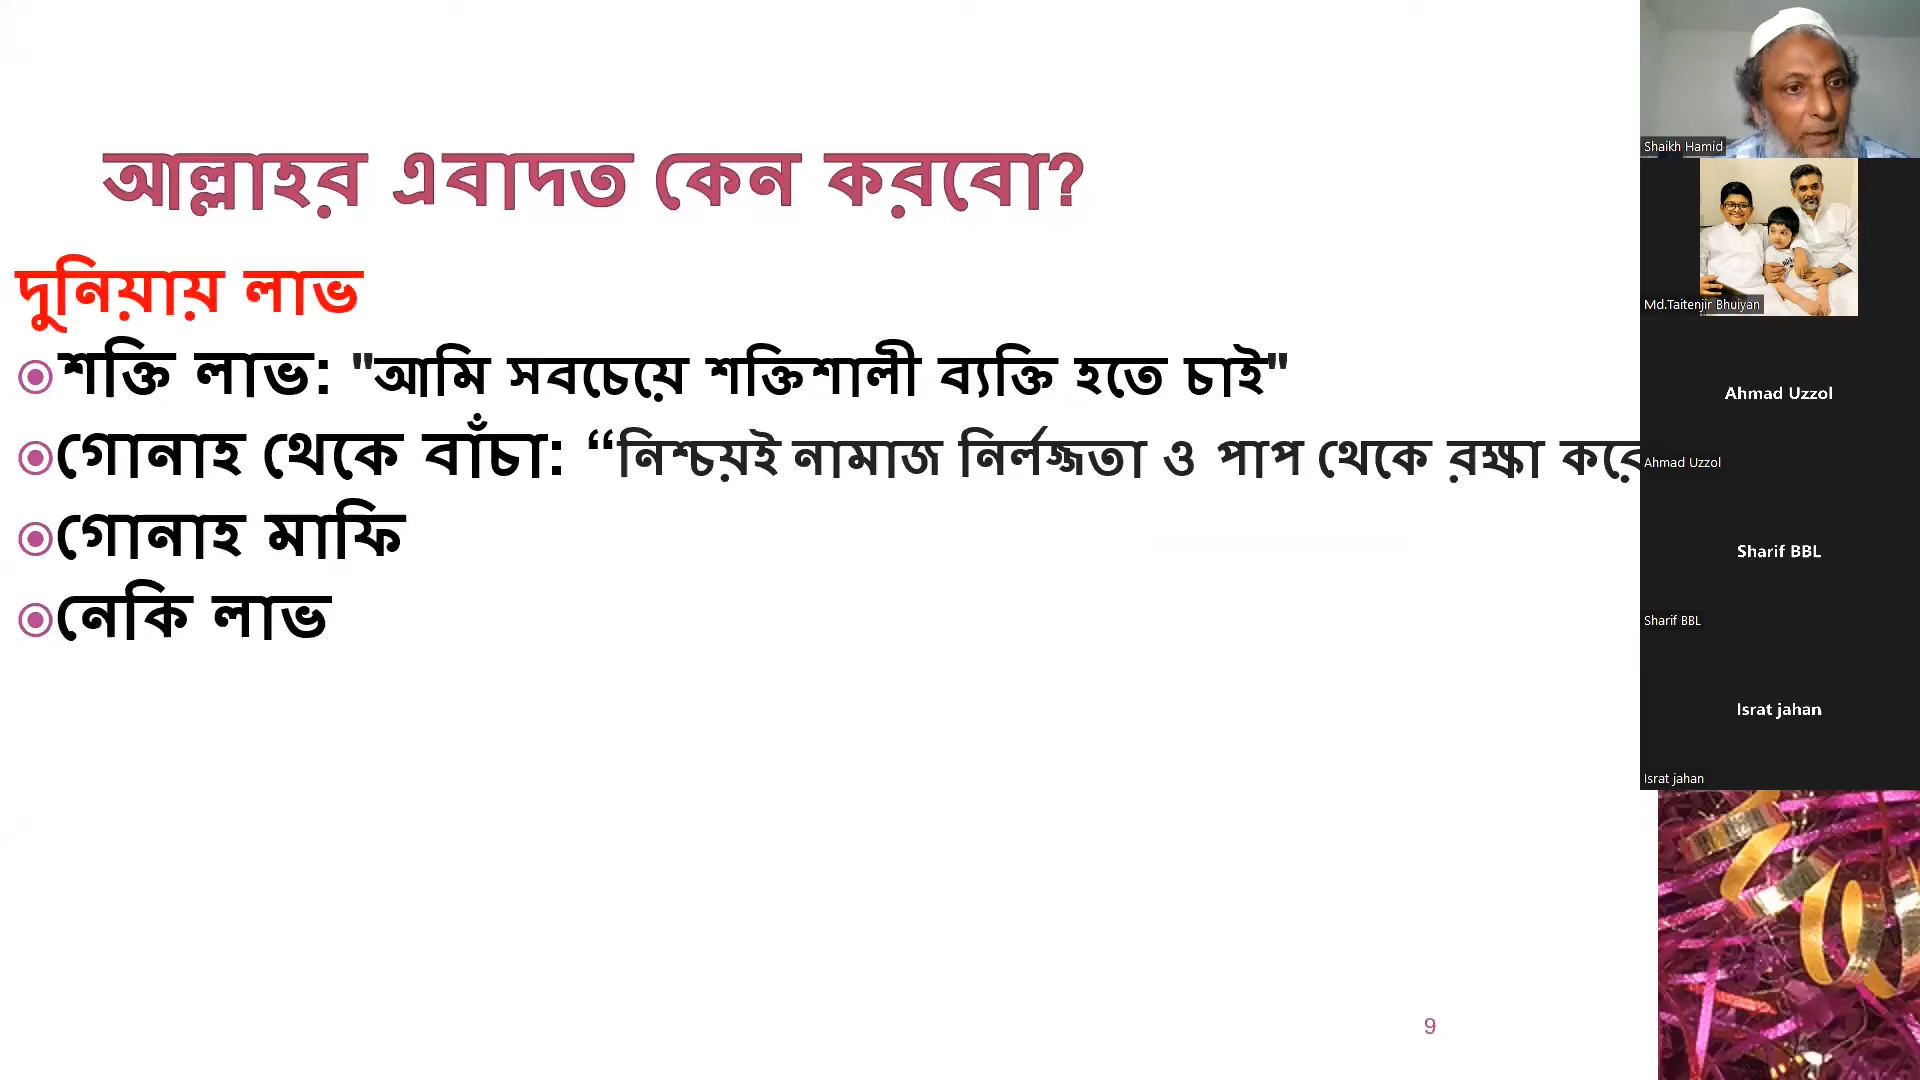 আল্লাহর এবাদত কেন করবো?
দুনিয়ায় লাভ
শক্তি লাভ: "আমি সবচেয়ে শক্তিশালী ব্যক্তি হতে চাই"
গোনাহ থেকে বাঁচা: “নিশ্চয়ই নামাজ নির্লজ্জতা ও পাপ থেকে রক্ষা করে
গোনাহ মাফি
নেকি লাভ
9
Shaikh Hamid
Md.Taitenjir Bhuiyan
Ahmad Uzzol
Ahmad Uzzol
Sharif BBL
Sharif BBL
Israt jahan
Israt jahan